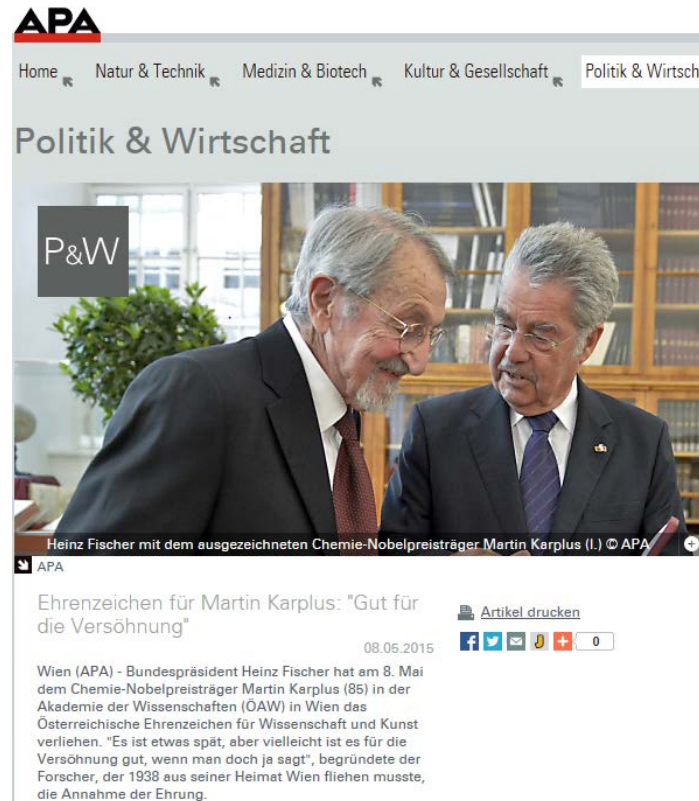 APA
Home Natur & Technik Medizin & Biotech Kultur & Gesellschaft Politik & Wirtsch
Politik & Wirtschaft
P&W
Heinz Fischer mit dem ausgezeichneten Chemie-Nobelpreisträger Martin Karplus (l.) © APA
APA
Ehrenzeichen für Martin Karplus: "Gut für
die Versöhnung"
Artikel drucken
0
08.05.2015
Wien (APA) - Bundespräsident Heinz Fischer hat am 8. Mai
dem Chemie-Nobelpreisträger Martin Karplus (85) in der
Akademie der Wissenschaften (ÖAW) in Wien das
Österreichische Ehrenzeichen für Wissenschaft und Kunst
verliehen. "Es ist etwas spät, aber vielleicht ist es für die
Versöhnung gut, wenn man doch ja sagt", begründete der
Forscher, der 1938 aus seiner Heimat Wien fliehen musste,
die Annahme der Ehrung.